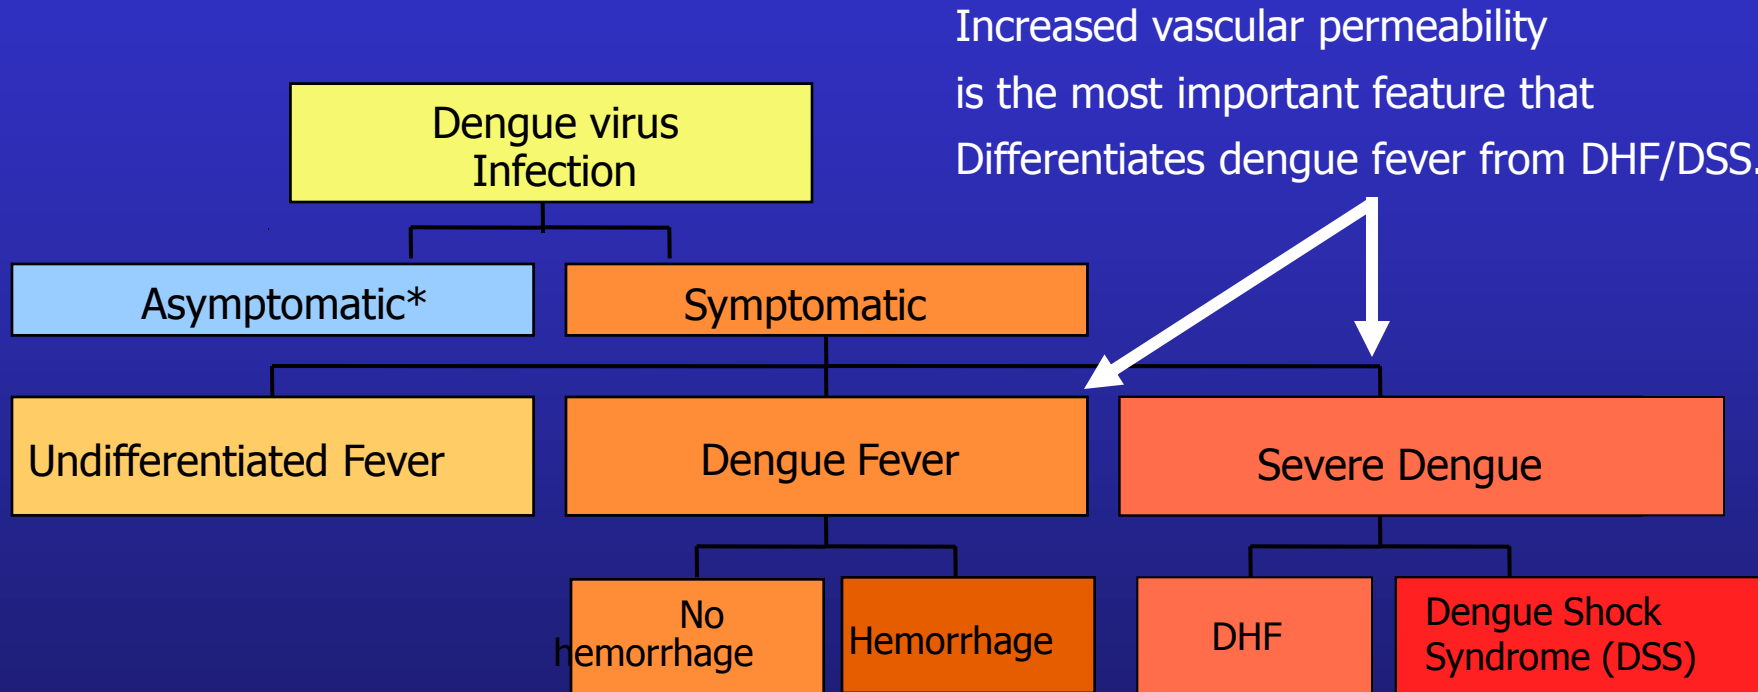 Increased vascular permeability
is the most important feature that
Differentiates dengue fever from DHF/DSS.
Dengue virus
Infection
Asymptomatic*
Symptomatic
Undifferentiated Fever
Dengue Fever
Severe Dengue
No
hemorrhage
Hemorrhage
DHF
Dengue Shock
Syndrome (DSS)